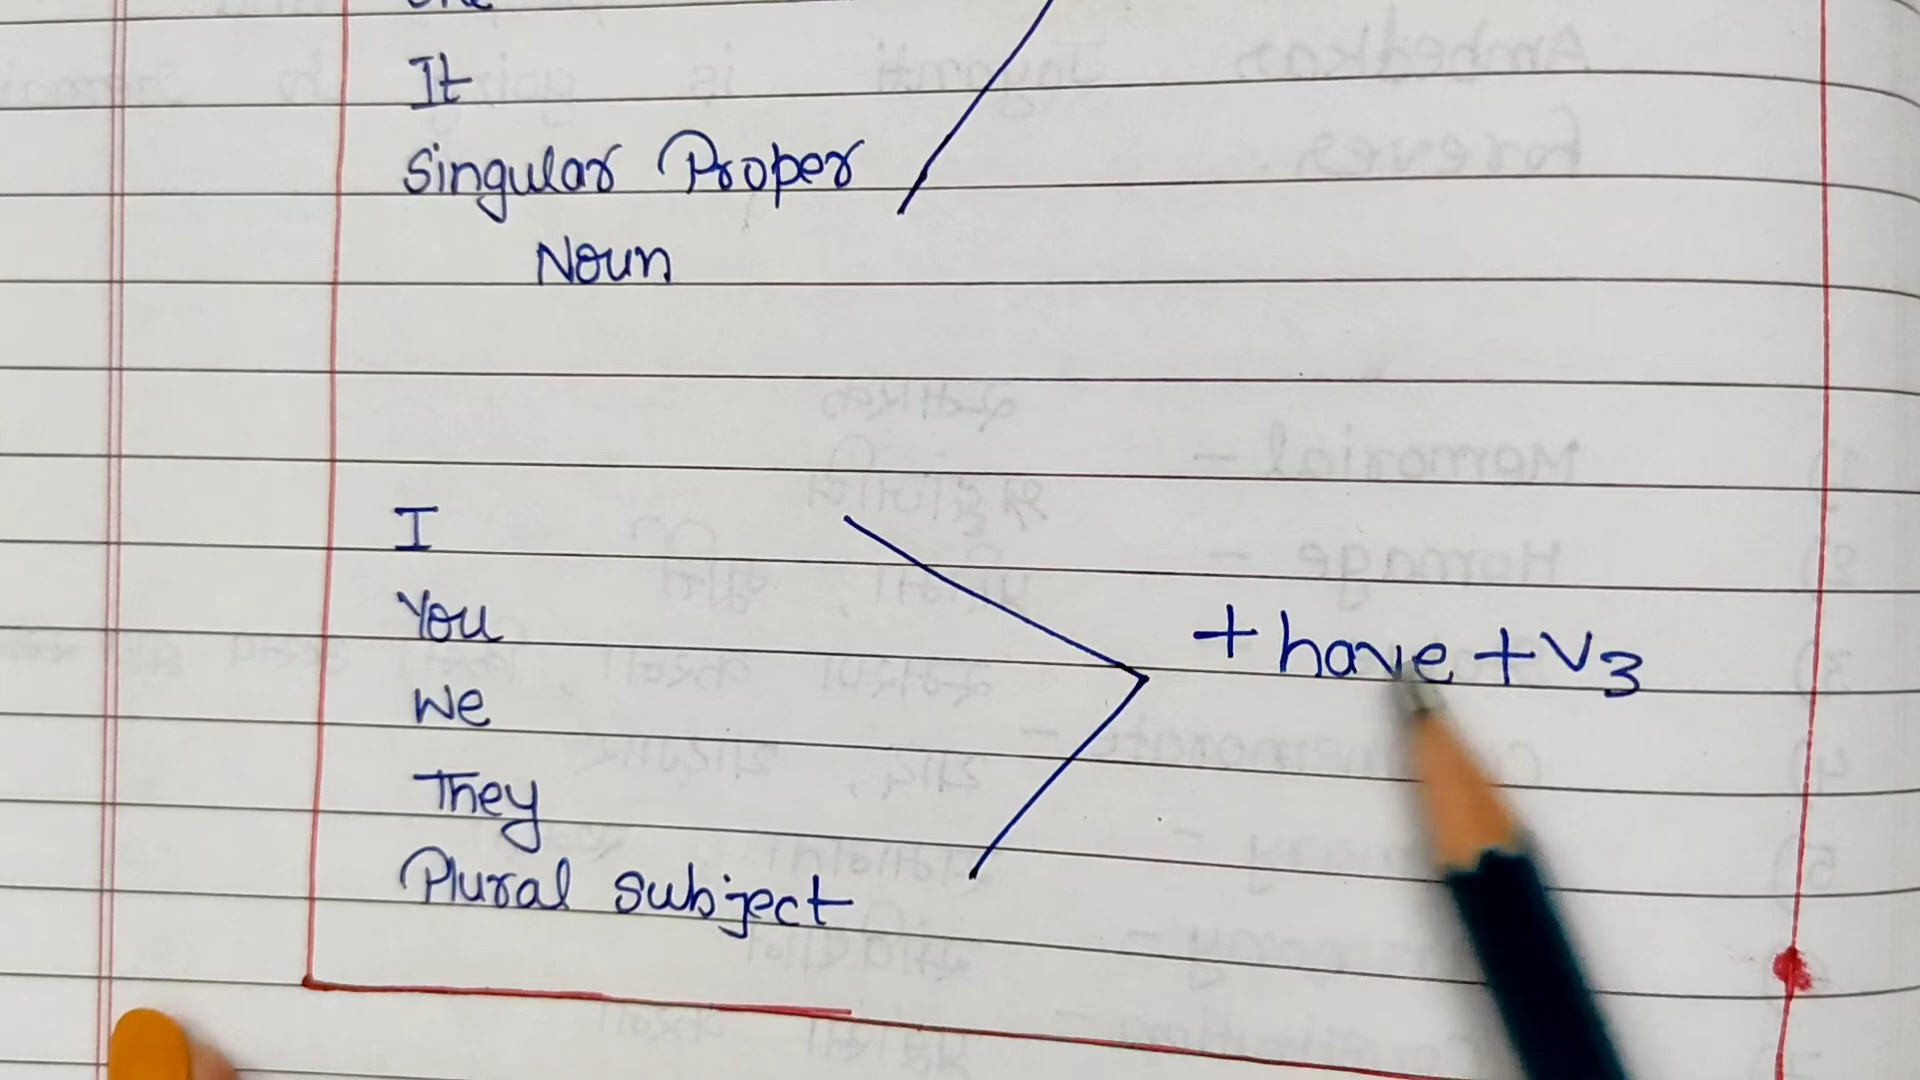 It
Singular Proper
Noun
I
You
We
They
Plural subject
+ have + V3